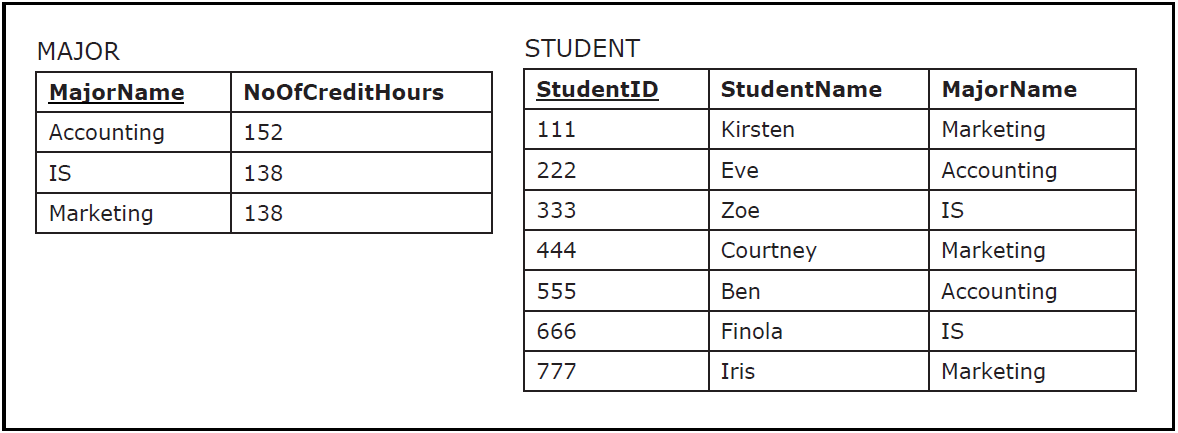 MAJOR
MajorName NoOfCreditHours
Accounting 152
IS 138
Marketing 138
STUDENT
StudentID StudentName MajorName
111 Kirsten Marketing
222 Eve Accounting
333 Zoe IS
444 Courtney Marketing
555 Ben Accounting
666 Finola IS
777 Iris Marketing